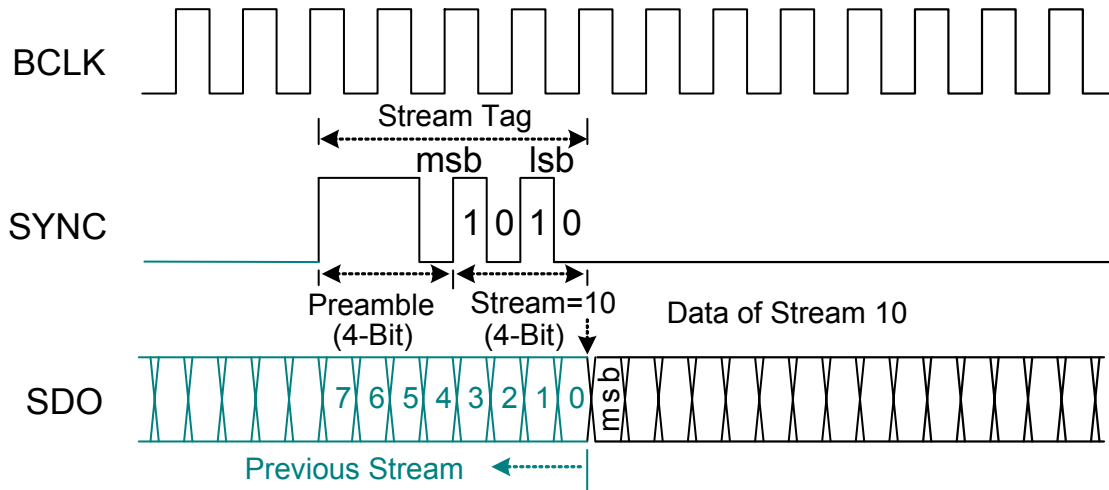 BCLK
Stream Tag
msb lsb
SYNC
1 0 1 0
Preamble
(4-Bit)
Stream=10
(4-Bit)
Data of Stream 10
SDO
7 6 5 4 3 2 1 0
msb
Previous Stream